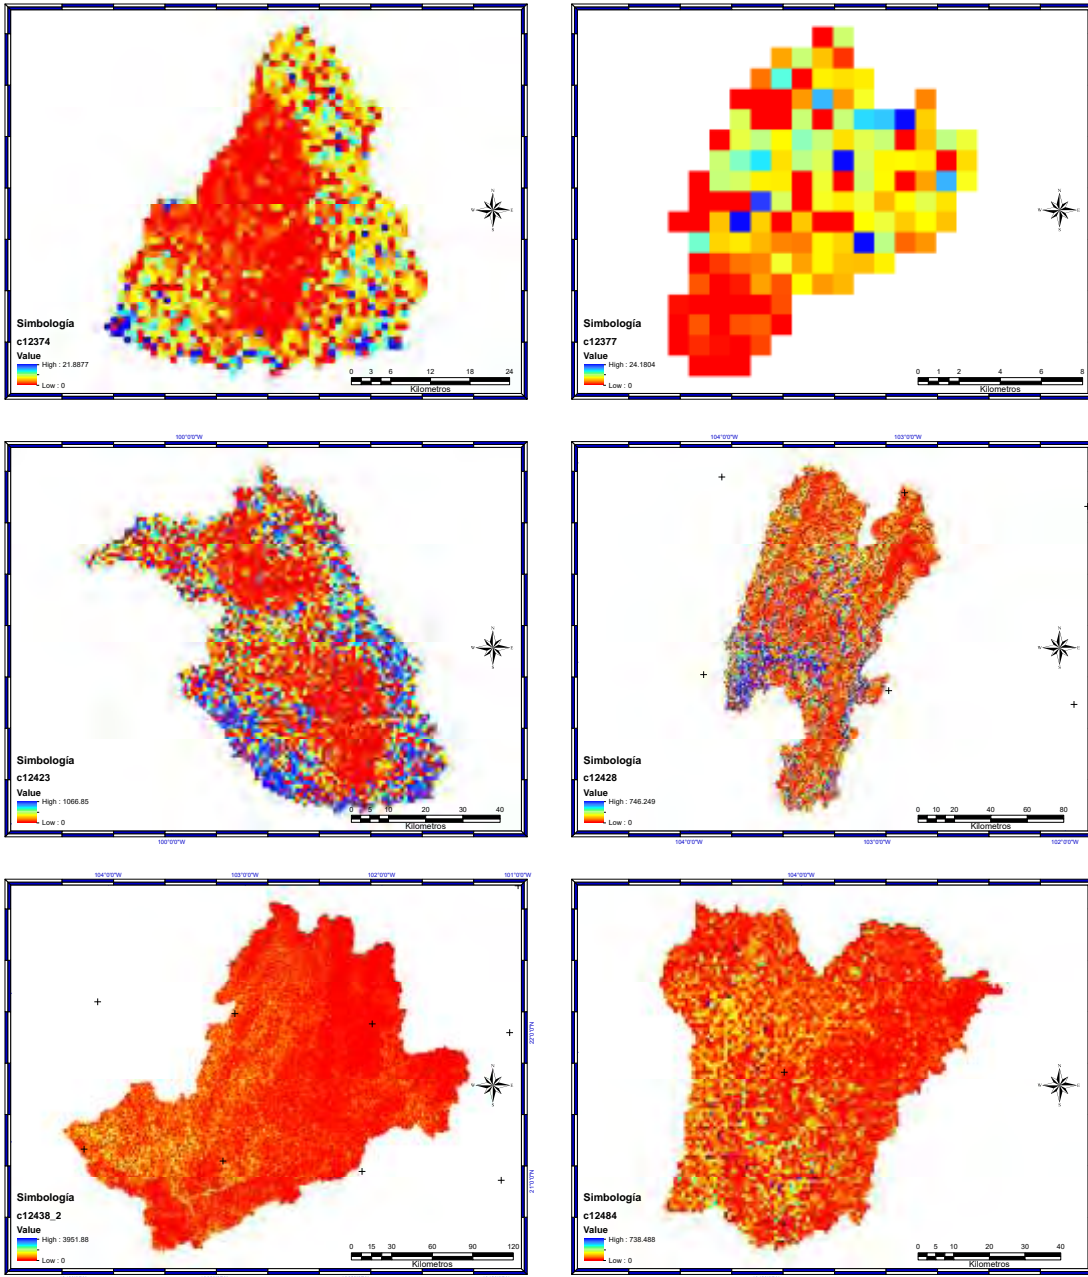 N
W E
S
Simbología
c12374
Value
High : 21.8877
Low : 0
0 3 6 12 18 24
Kilometros
N
W E
S
Simbología
c12377
Value
High : 24.1804
Low : 0
0 1 2 4 6 8
Kilometros
100°0'0"W
N
W E
S
Simbología
c12423
Value
High : 1066.85
Low : 0
0 5 10 20 30 40
Kilometros
100°0'0"W
104°0'0"W 103°0'0"W
N
W E
S
Simbología
c12428
Value
High : 746.249
Low : 0
0 10 20 40 60 80
Kilometros
104°0'0"W 103°0'0"W 102°0'0"W
104°0'0"W 103°0'0"W 102°0'0"W 101°0'0"W
22°0'0"N
N
W E
S
21°0'0"N
Simbología
c12438_2
Value
High : 3951.88
Low : 0
0 15 30 60 90 120
Kilometros
104°0'0"W
N
W E
S
Simbología
c12484
Value
High : 738.488
Low : 0
0 5 10 20 30 40
Kilometros